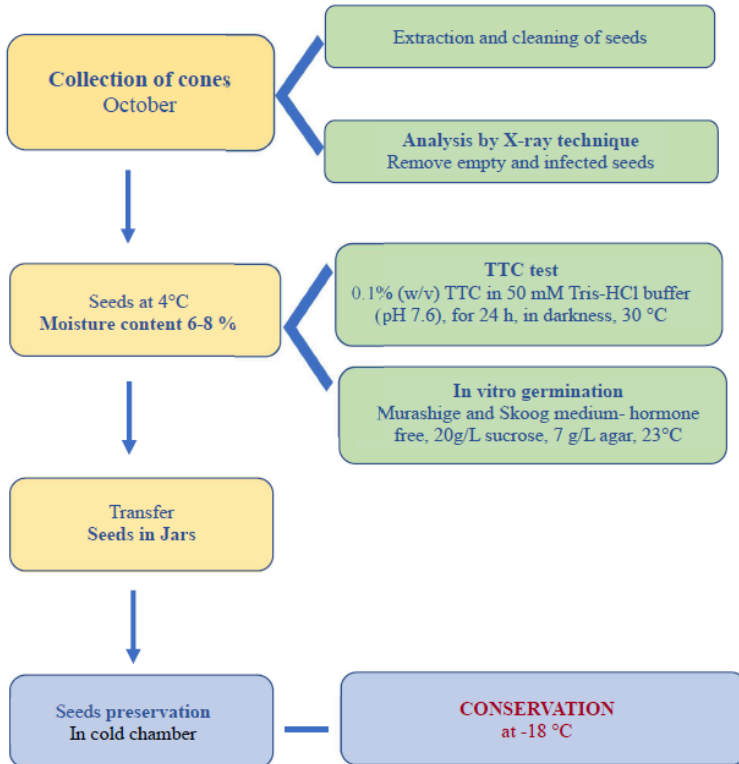 Collection of cones
October
Extraction and cleaning of seeds
Analysis by X-ray technique
Remove empty and infected seeds
Seeds at 4°C
Moisture content 6-8 %
TTC test
0.1% (w/v) TTC in 50 mM Tris-HCl buffer
(pH 7.6), for 24 h, in darkness, 30 °C
In vitro germination
Murashige and Skoog medium- hormone
free, 20g/L sucrose, 7 g/L agar, 23°C
Transfer
Seeds in Jars
Seeds preservation
In cold chamber
CONSERVATION
at -18 °C